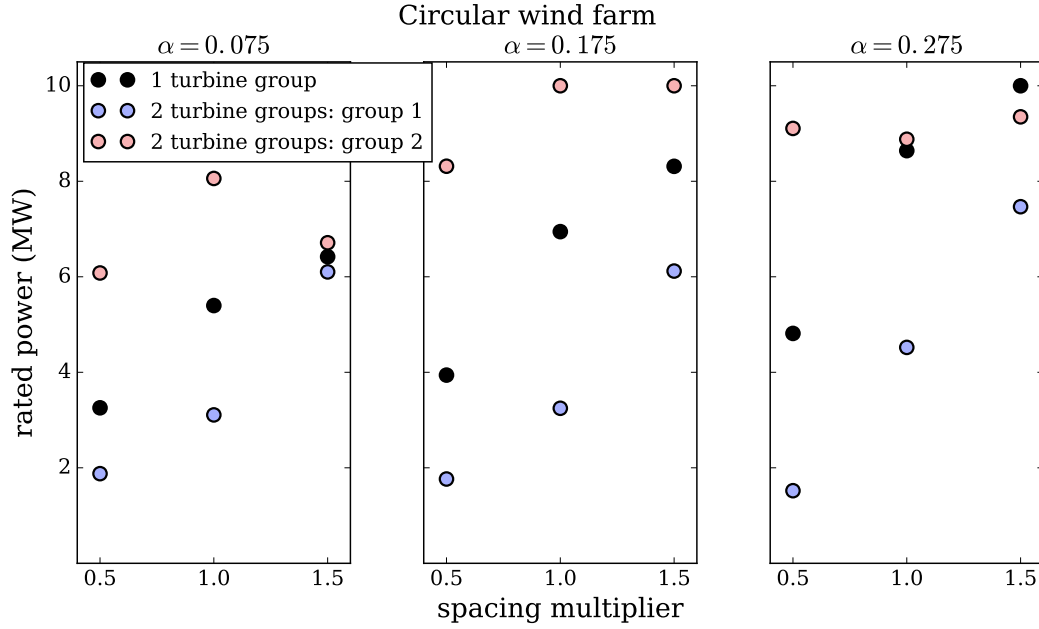 Circular wind farm
α = 0.075
α = 0.175
α = 0.275
1 turbine group
2 turbine groups: group 1
2 turbine groups: group 2
rated power (MW)
10
8
6
4
2
0.5 1.0 1.5
0.5 1.0 1.5
0.5 1.0 1.5
spacing multiplier